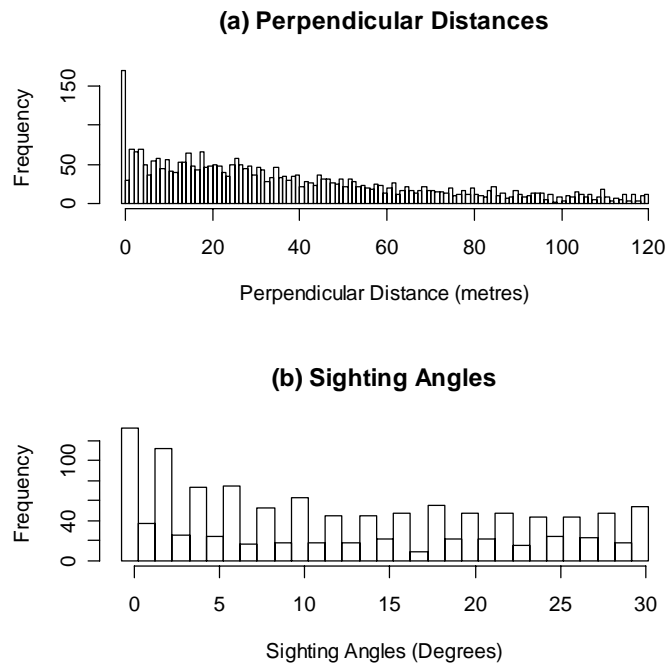 (a) Perpendicular Distances
Frequency
0 50 150
0 20 40 60 80 100 120
Perpendicular Distance (metres)
(b) Sighting Angles
Frequency
0 40 100
0 5 10 15 20 25 30
Sighting Angles (Degrees)